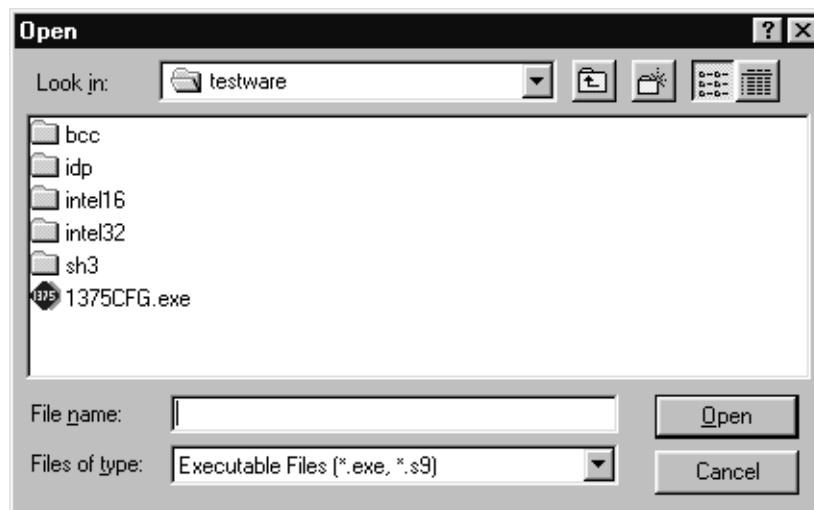 Open
Look in: testware
bcc
idp
intel16
intel32
sh3
1375 1375CFG.exe
File name: Open
Files of type: Executable Files (*.exe, *.s9) Cancel